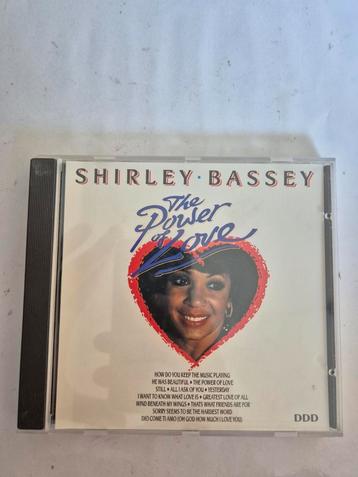 SHIRLEY · BASSEY
The
Power
of Love
HOW DO YOU KEEP THE MUSIC PLAYING
HE WAS BEAUTIFUL • THE POWER OF LOVE
STILL • ALL I ASK OF YOU • YESTERDAY
I WANT TO KNOW WHAT LOVE IS • GREATEST LOVE OF ALL
WIND BENEATH MY WINGS • THATS WHAT FRIENDS ARE FOR
SORRY SEEMS TO BE THE HARDEST WORD
DIO COME TI AMO (OH GOD HOW MUCH I LOVE YOU)
DDD